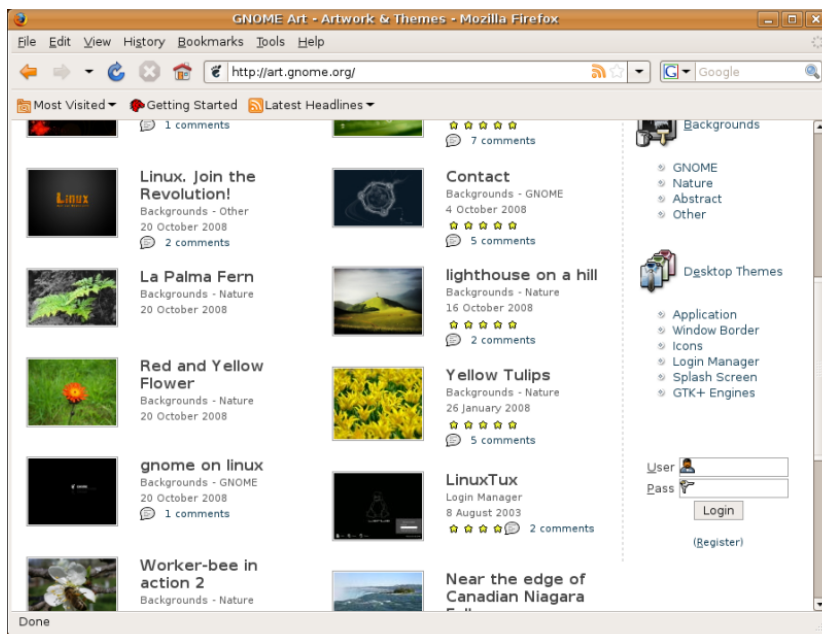 GNOME Art - Artwork & Themes - Mozilla Firefox
File Edit View History Bookmarks Tools Help
http://art.gnome.org/
G Google
Most Visited Getting Started Latest Headlines
1 comments
Linux. Join the
Revolution!
Backgrounds - Other
20 October 2008
2 comments
Linux
La Palma Fern
Backgrounds - Nature
20 October 2008
Red and Yellow
Flower
Backgrounds - Nature
20 October 2008
gnome on linux
Backgrounds - GNOME
20 October 2008
1 comments
Worker-bee in
action 2
Backgrounds - Nature
7 comments
Contact
Backgrounds - GNOME
4 October 2008
5 comments
lighthouse on a hill
Backgrounds - Nature
16 October 2008
2 comments
Yellow Tulips
Backgrounds - Nature
26 January 2008
5 comments
LinuxTux
Login Manager
8 August 2003
2 comments
Near the edge of
Canadian Niagara
Backgrounds
GNOME
Nature
Abstract
Other
Desktop Themes
Application
Window Border
Icons
Login Manager
Splash Screen
GTK+ Engines
User
Pass
Login
(Register)
Done